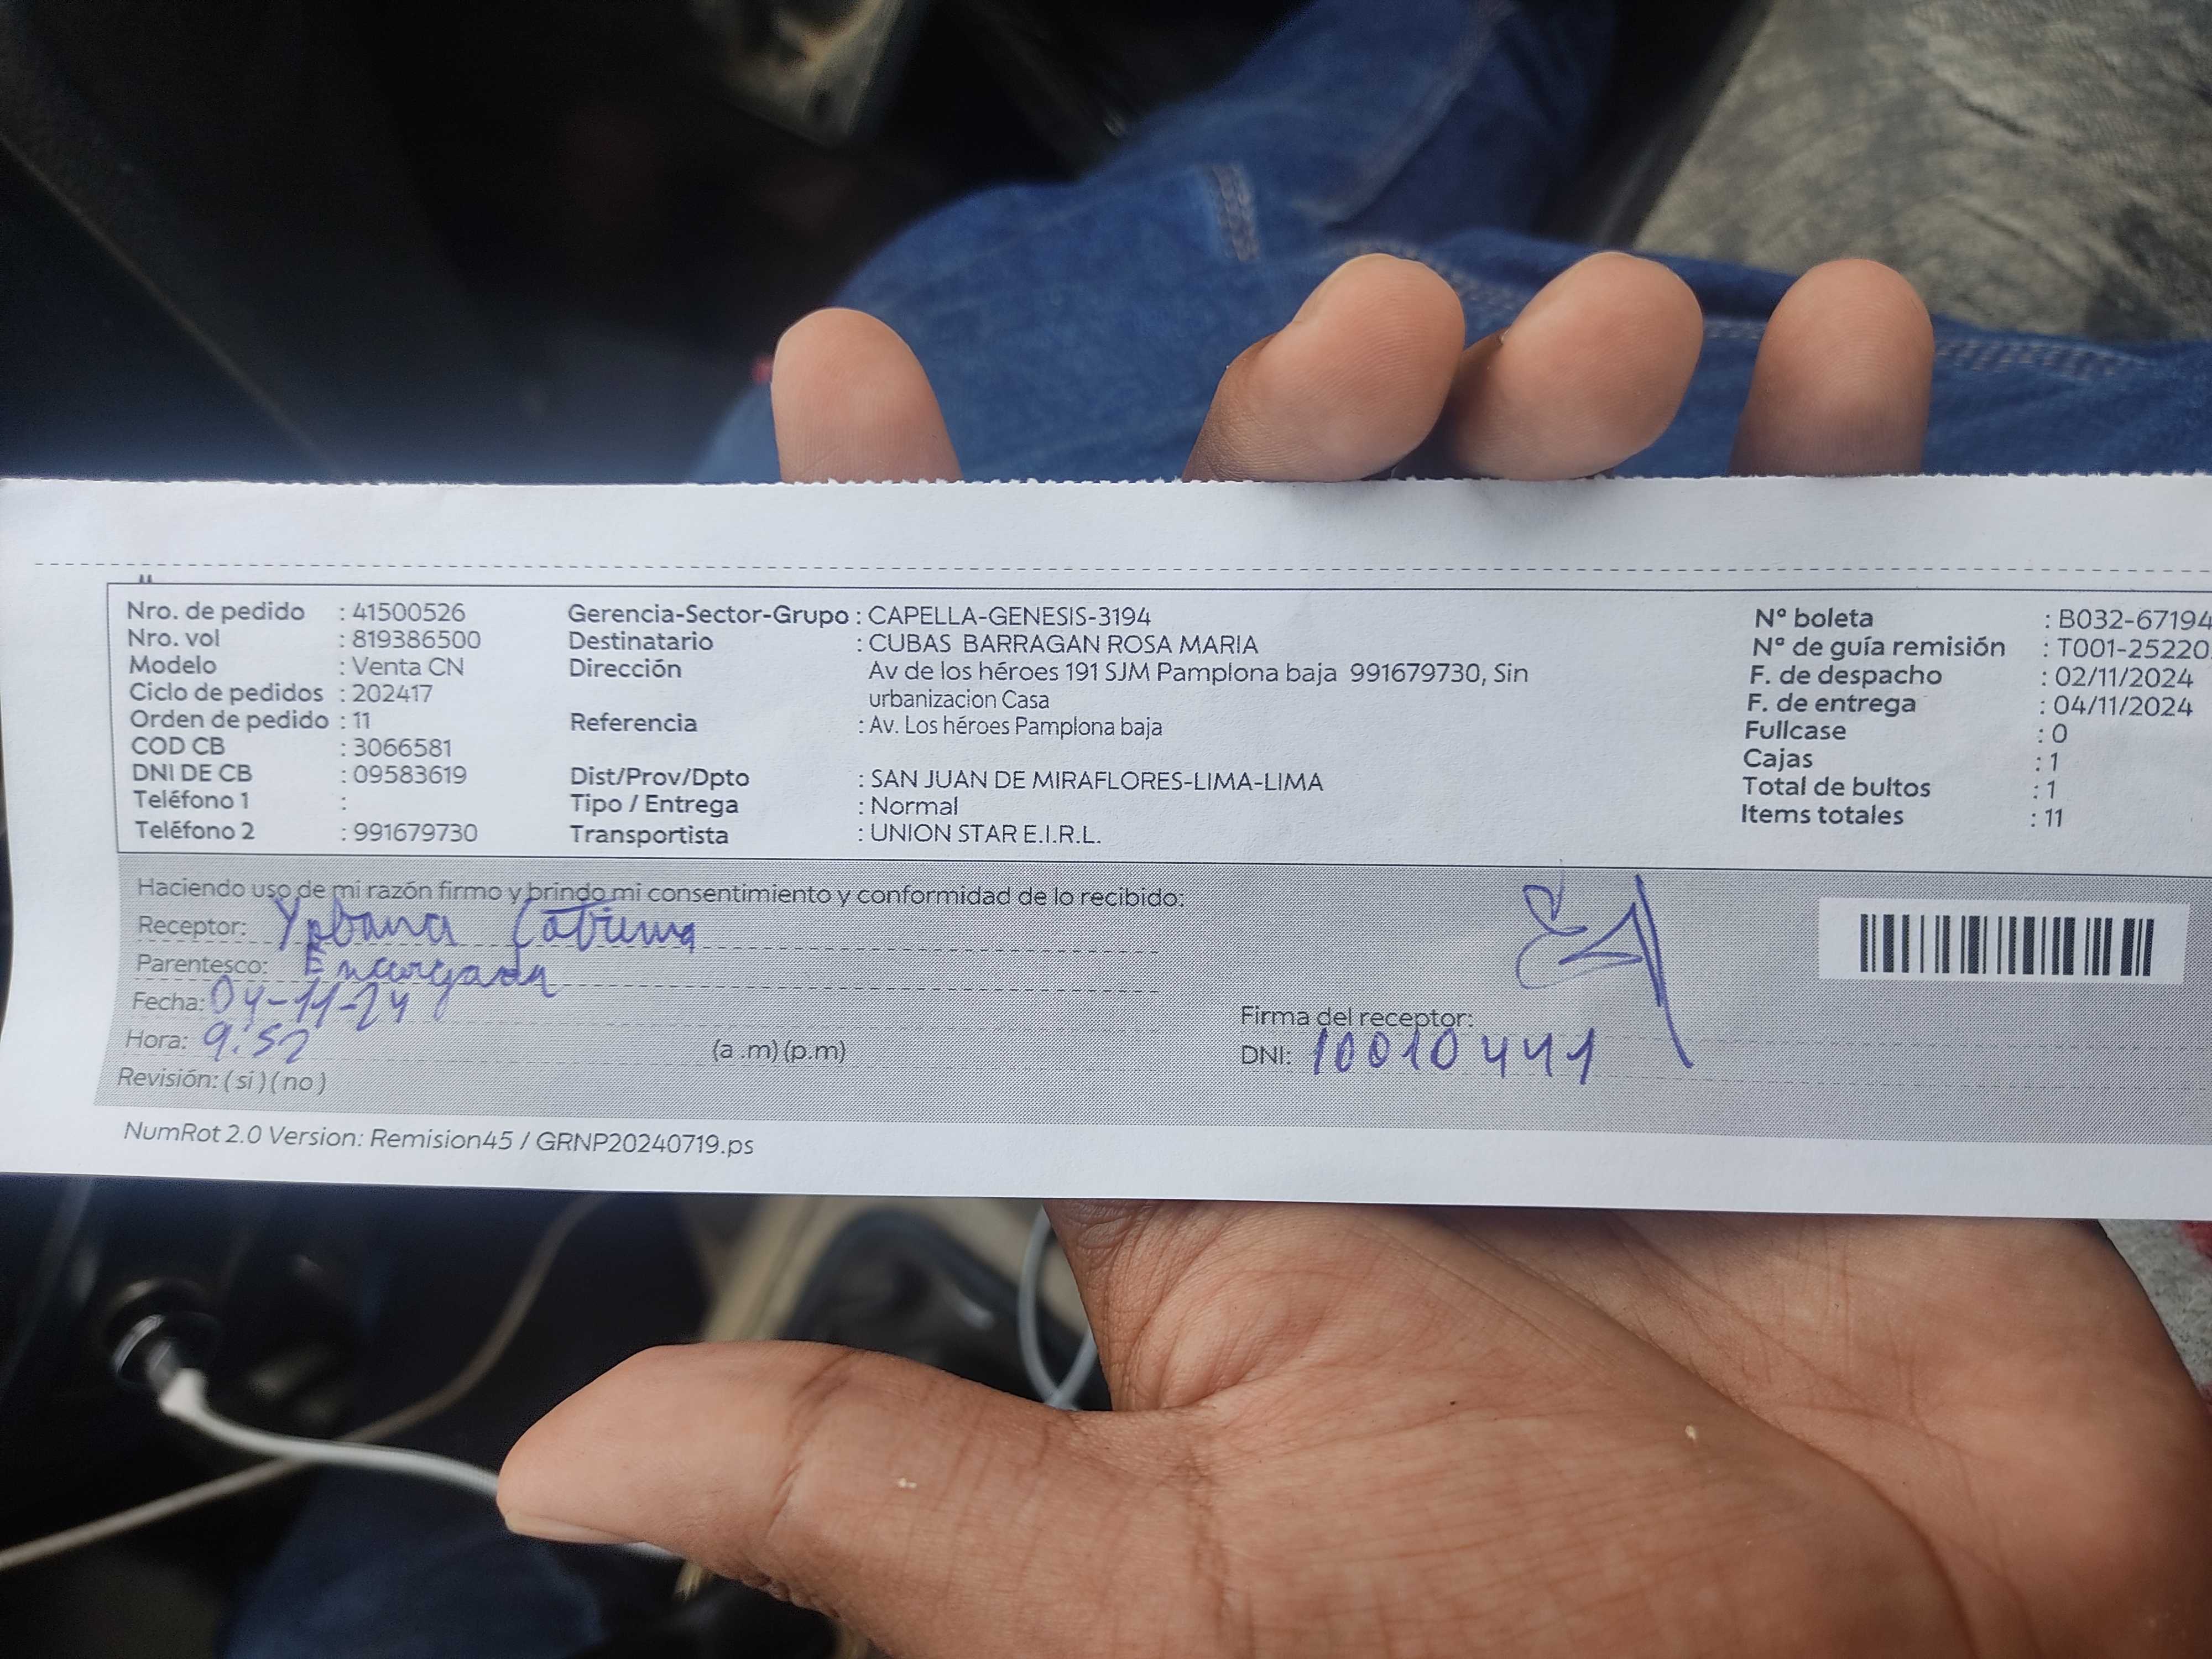 Nro. de pedido : 41500526
Nro. vol : 819386500
Modelo : Venta CN
Ciclo de pedidos : 202417
Orden de pedido : 11
COD CB : 3066581
DNI DE CB : 09583619
Teléfono 1 :
Teléfono 2 : 991679730
Gerencia-Sector-Grupo : CAPELLA-GENESIS-3194
Destinatario : CUBAS BARRAGAN ROSA MARIA
Dirección Av de los héroes 191 SJM Pamplona baja 991679730, Sin
urbanizacion Casa
Referencia : Av. Los héroes Pamplona baja
Dist/Prov/Dpto : SAN JUAN DE MIRAFLORES-LIMA-LIMA
Tipo / Entrega : Normal
Transportista : UNION STAR E.I.R.L.
Nº boleta : B032-67194
Nº de guía remisión : T001-25220
F. de despacho : 02/11/2024
F. de entrega : 04/11/2024
Fullcase : 0
Cajas : 1
Total de bultos : 1
Items totales : 11
Haciendo uso de mi razón firmo y brindo mi consentimiento y conformidad de lo recibido:
Receptor:
Parentesco: Encargada
Fecha: 04-11-24
Hora: 9:52 (a .m) (p.m)
Revisión: ( si ) ( no )
Firma del receptor:
DNI: 10010441
NumRot 2.0 Version: Remision45 / GRNP20240719.ps